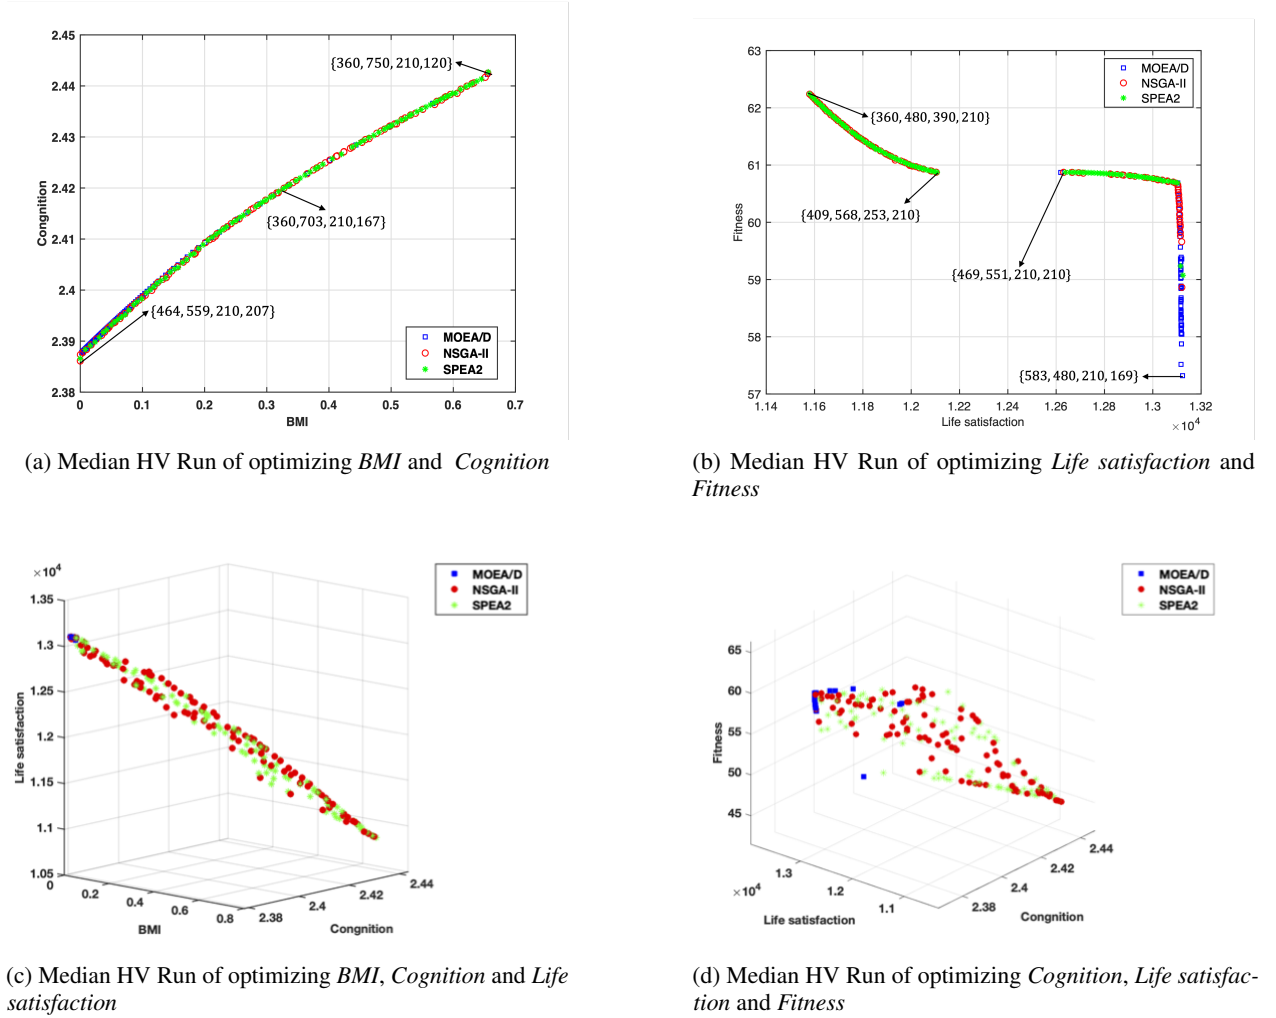 2.45
2.44
2.43
2.42
2.41
2.4
2.39
2.38
Congnition
0 0.1 0.2 0.3 0.4 0.5 0.6 0.7
BMI
{360, 750, 210, 120}
{360,703, 210,167}
{464, 559, 210, 207}
MOEA/D
NSGA-II
SPEA2
(a) Median HV Run of optimizing BMI and Cognition
63
62
61
60
59
58
57
Fitness
1.14 1.16 1.18 1.2 1.22 1.24 1.26 1.28 1.3 1.32
Life satisfaction
×10⁴
MOEA/D
NSGA-II
SPEA2
{360, 480, 390, 210}
{409, 568, 253, 210}
{469, 551, 210, 210}
{583, 480, 210, 169}
(b) Median HV Run of optimizing Life satisfaction and
Fitness
×10⁴
1.35
1.3
1.25
1.2
1.15
1.1
1.05
Life satisfaction
0 0.2 0.4 0.6 0.8
BMI
2.38 2.4 2.42 2.44
Congnition
MOEA/D
NSGA-II
SPEA2
(c) Median HV Run of optimizing BMI, Cognition and Life
satisfaction
65
60
55
50
45
Fitness
×10⁴
1.3 1.2 1.1
Life satisfaction
2.38 2.4 2.42 2.44
Congnition
MOEA/D
NSGA-II
SPEA2
(d) Median HV Run of optimizing Cognition, Life satisfac-
tion and Fitness